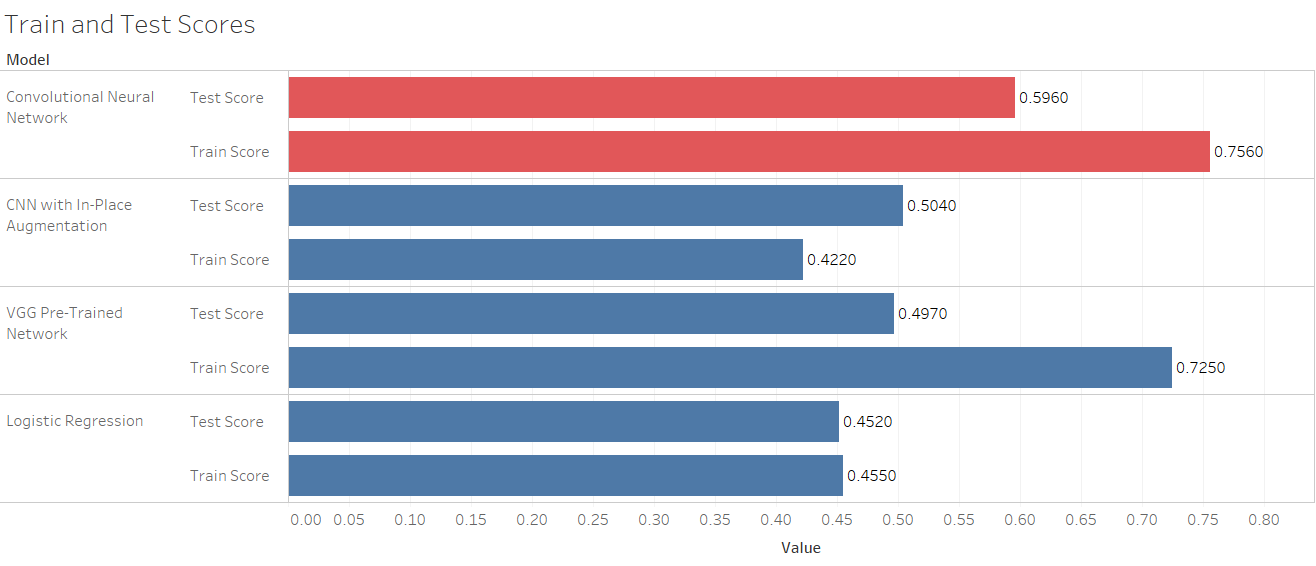 Train and Test Scores
Model
Convolutional Neural
Network
Test Score
0.5960
Train Score
0.7560
CNN with In-Place
Augmentation
Test Score
0.5040
Train Score
0.4220
VGG Pre-Trained
Network
Test Score
0.4970
Train Score
0.7250
Logistic Regression
Test Score
0.4520
Train Score
0.4550
0.00 0.05 0.10 0.15 0.20 0.25 0.30 0.35 0.40 0.45 0.50 0.55 0.60 0.65 0.70 0.75 0.80
Value